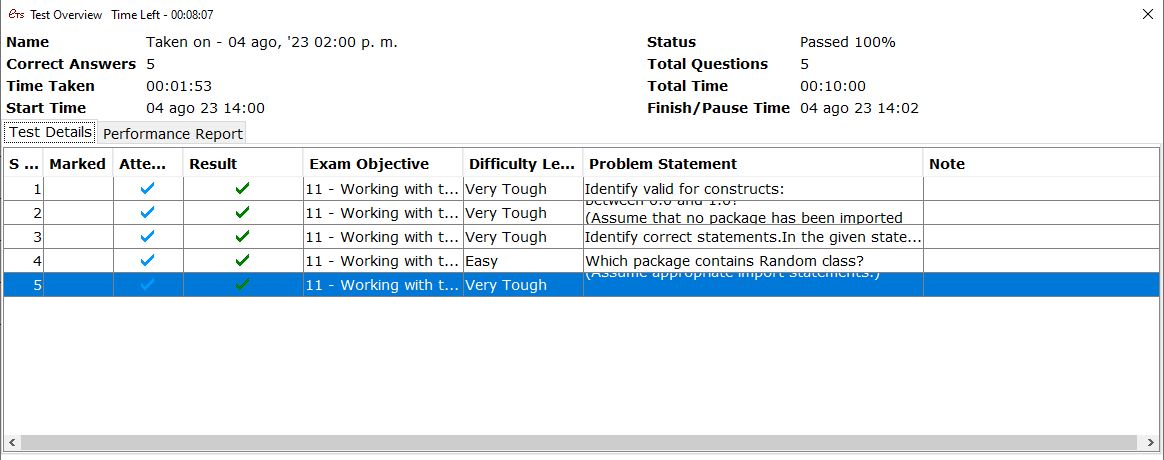 eTS Test Overview Time Left - 00:08:07
Name Taken on - 04 ago, '23 02:00 p. m. Status Passed 100%
Correct Answers 5 Total Questions 5
Time Taken 00:01:53 Total Time 00:10:00
Start Time 04 ago 23 14:00 Finish/Pause Time 04 ago 23 14:02
Test Details Performance Report
S ... Marked Atte... Result Exam Objective Difficulty Le... Problem Statement Note
1 11 - Working with t... Very Tough Identify valid for constructs:
2 11 - Working with t... Very Tough between 0.0 and 1.0?
(Assume that no package has been imported
3 11 - Working with t... Very Tough Identify correct statements.In the given state...
4 11 - Working with t... Easy Which package contains Random class?
5 11 - Working with t... Very Tough (Assume appropriate import statements.)